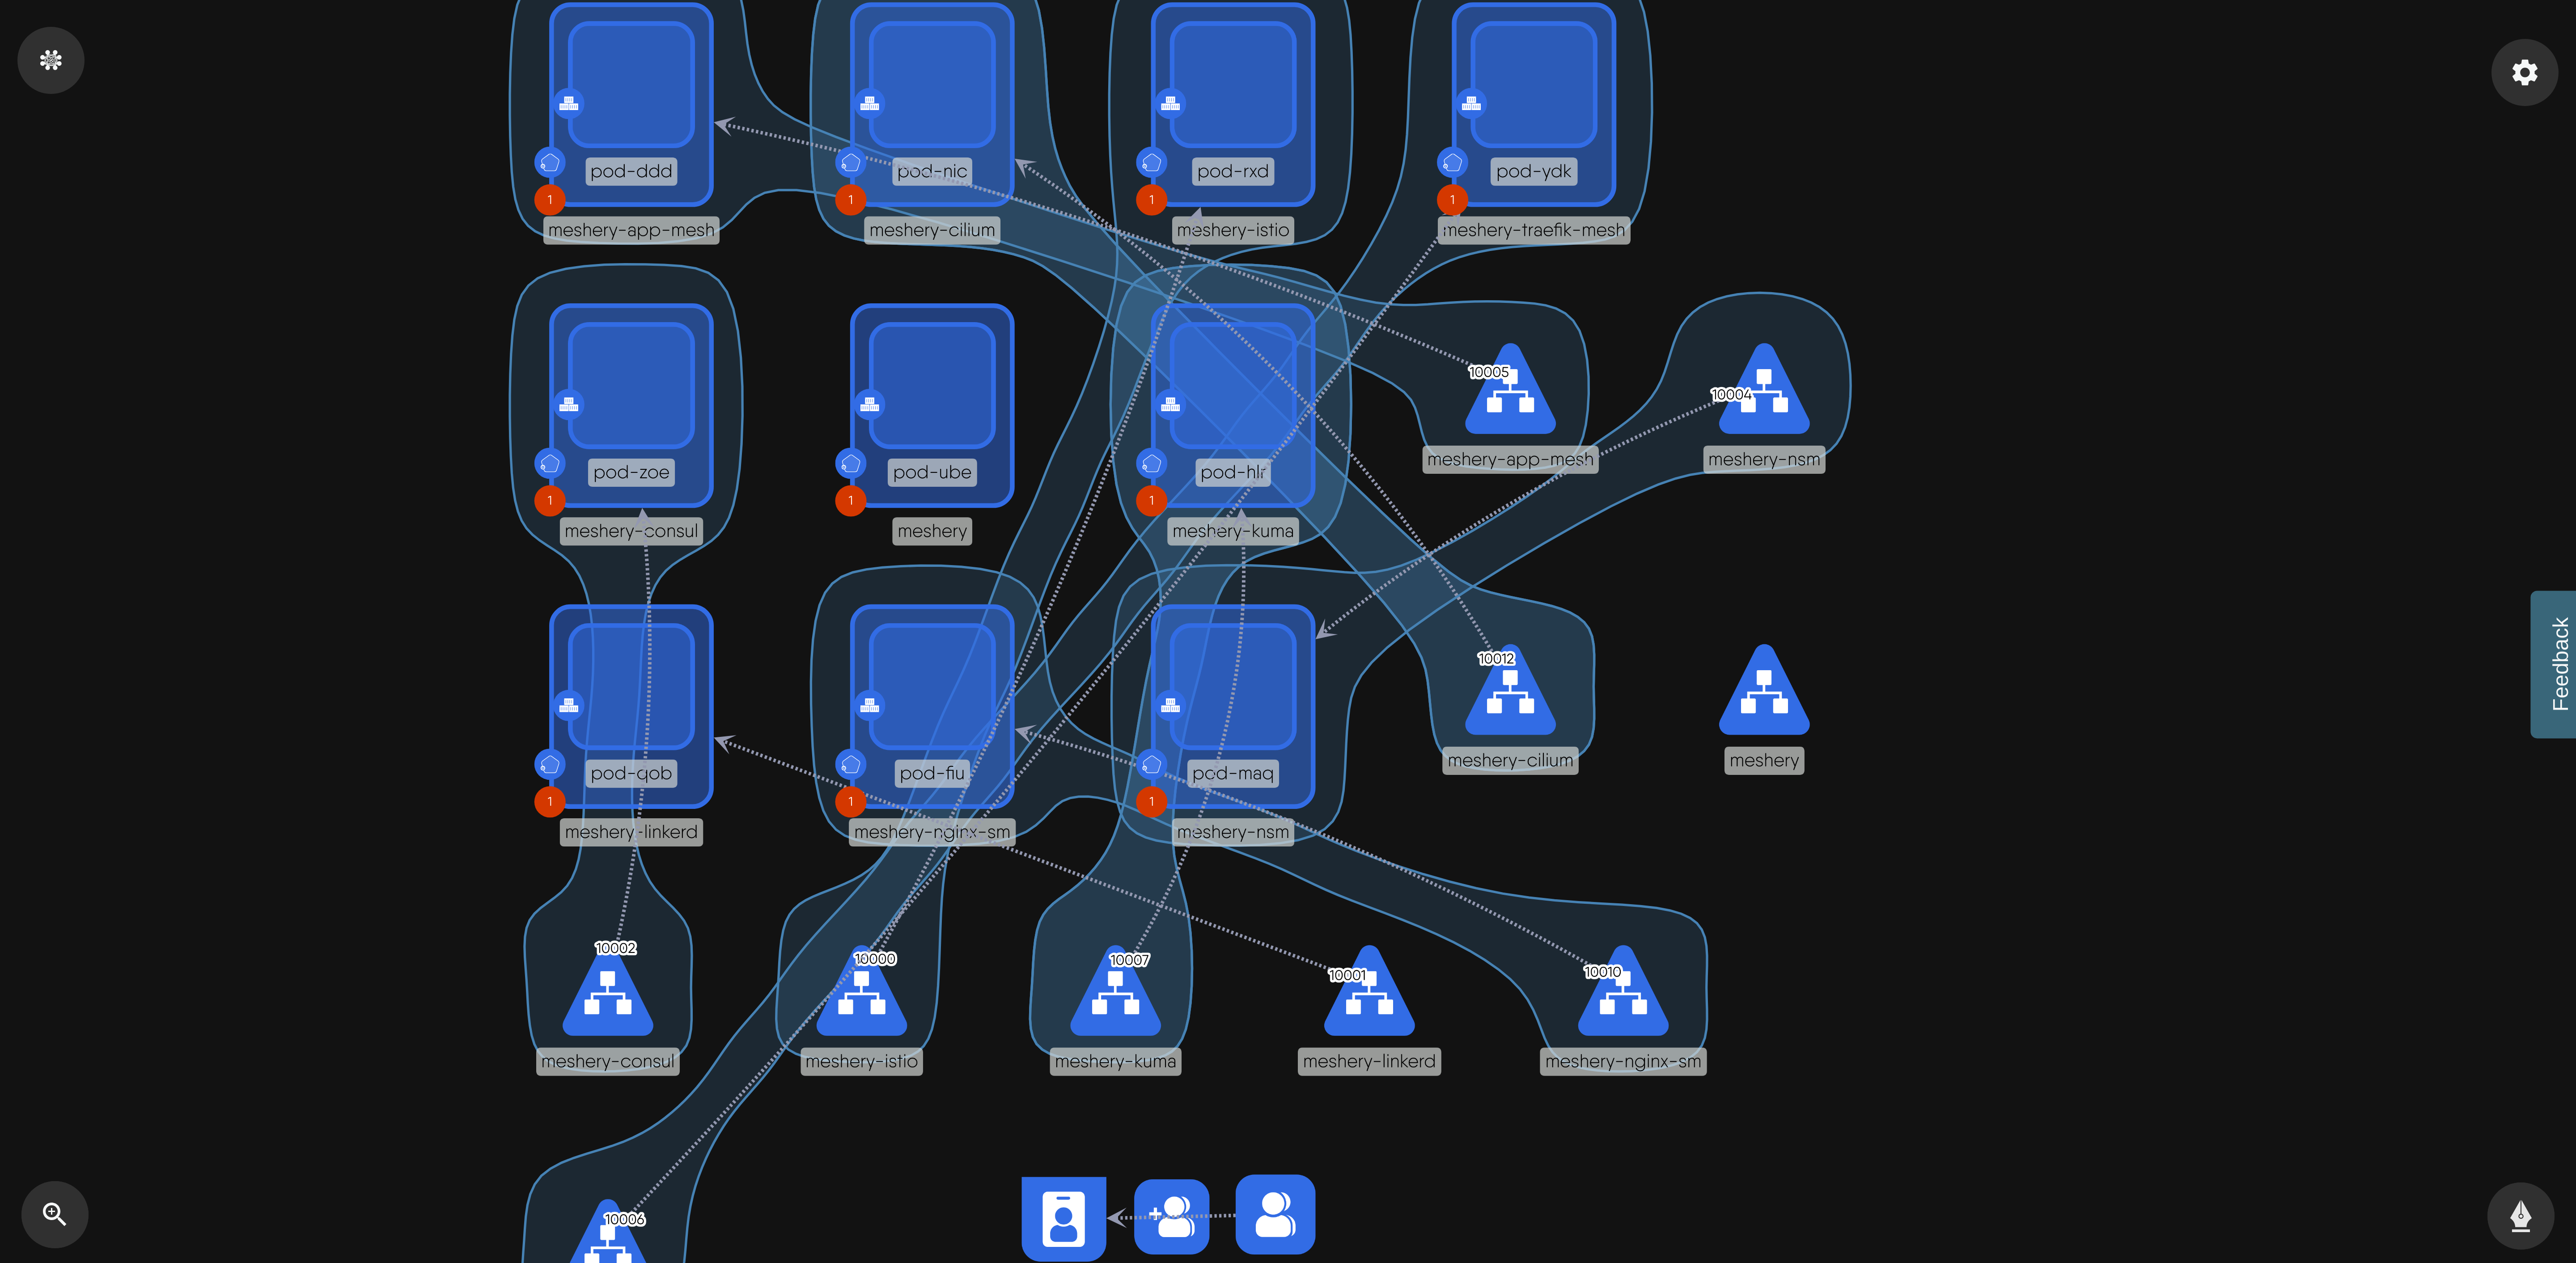 pod-ddd
pod-nic
pod-rxd
pod-ydk
1
1
1
1
meshery-app-mesh
meshery-cilium
meshery-istio
meshery-traefik-mesh
10005
10004
meshery-app-mesh
meshery-nsm
pod-zoe
pod-ube
pod-hlr
1
1
1
meshery-consul
meshery
meshery-kuma
10012
meshery-cilium
meshery
Feedback
pod-qob
pod-fiu
pod-maq
1
1
1
meshery-linkerd
meshery-nginx-sm
meshery-nsm
10002
10000
10007
10001
10010
meshery-consul
meshery-istio
meshery-kuma
meshery-linkerd
meshery-nginx-sm
10006